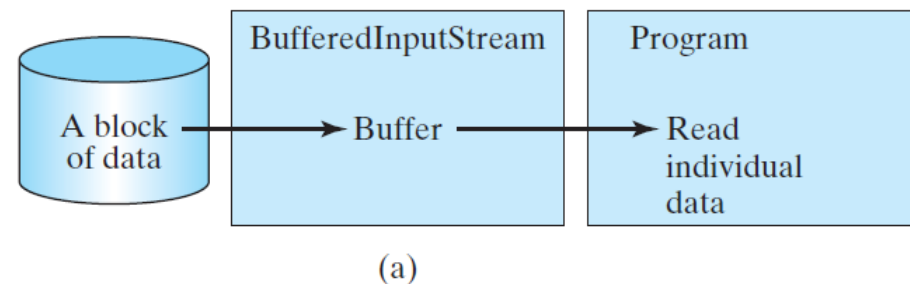 BufferedInputStream
Program
A block
of data
Buffer
Read
individual
data
(a)